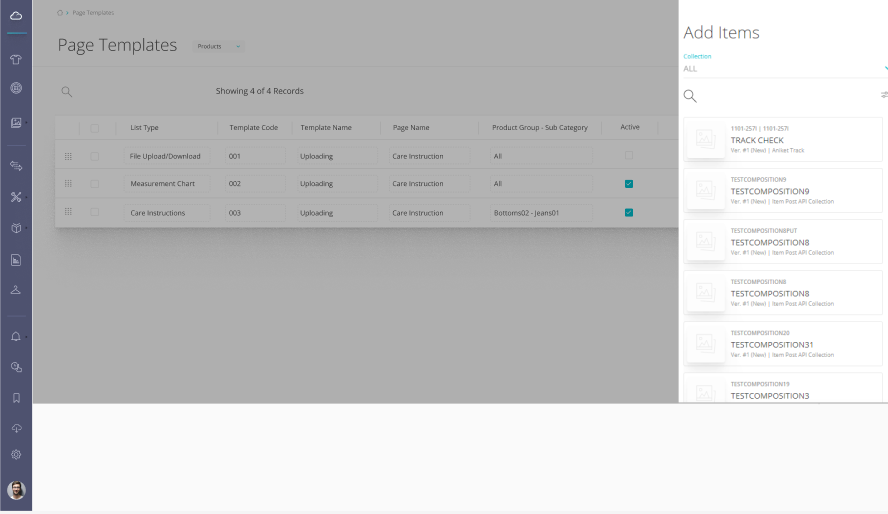 Page Templates
Page Templates
Products
Showing 4 of 4 Records
List Type Template Code Template Name Page Name Product Group - Sub Category Active
File Upload/Download 001 Uploading Care Instruction All
Measurement Chart 002 Uploading Care Instruction All
Care Instructions 003 Uploading Care Instruction Bottoms02 - Jeans01
Add Items
Collection
ALL
1101-257I | 1101-257I
TRACK CHECK
Ver. #1 (New) | Aniket Track
TESTCOMPOSITION9
TESTCOMPOSITION9
Ver. #1 (New) | Item Post API Collection
TESTCOMPOSITION8PUT
TESTCOMPOSITION8
Ver. #1 (New) | Item Post API Collection
TESTCOMPOSITION8
TESTCOMPOSITION8
Ver. #1 (New) | Item Post API Collection
TESTCOMPOSITION20
TESTCOMPOSITION31
Ver. #1 (New) | Item Post API Collection
TESTCOMPOSITION19
TESTCOMPOSITION3